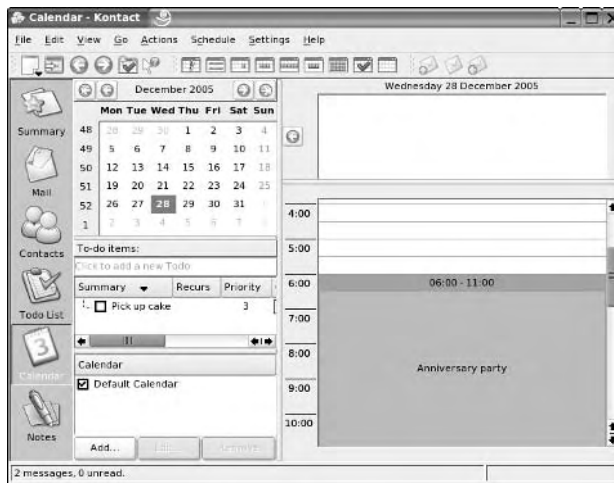 Calendar - Kontact
File Edit View Go Actions Schedule Settings Help
Summary
Mail
Contacts
Todo List
Calendar
Notes
December 2005
Mon Tue Wed Thu Fri Sat Sun
48 28 29 30 1 2 3 4
49 5 6 7 8 9 10 11
50 12 13 14 15 16 17 18
51 19 20 21 22 23 24 25
52 26 27 28 29 30 31
1 2 3 4 5 6 7
To-do items:
Click to add a new Todo
Summary Recurs Priority
Pick up cake 3
Calendar
Default Calendar
Add... Edit... Remove
Wednesday 28 December 2005
4:00
5:00
6:00
7:00
8:00
9:00
10:00
06:00 - 11:00
Anniversary party
2 messages, 0 unread.